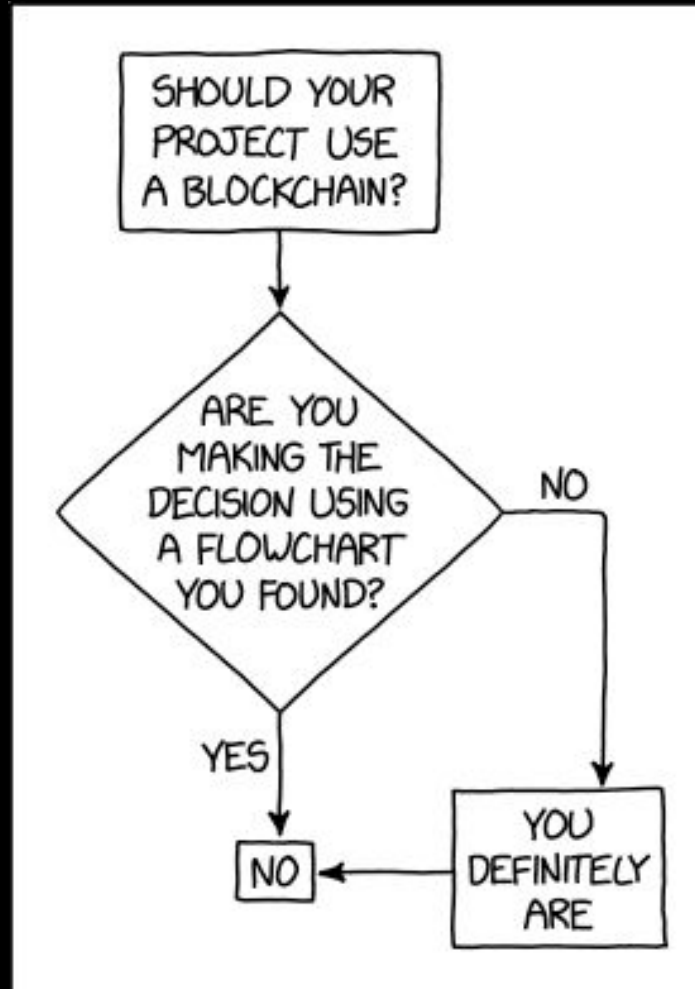 SHOULD YOUR
PROJECT USE
A BLOCKCHAIN?
ARE YOU
MAKING THE
DECISION USING
A FLOWCHART
YOU FOUND?
NO
YES
YOU
DEFINITELY
ARE
NO